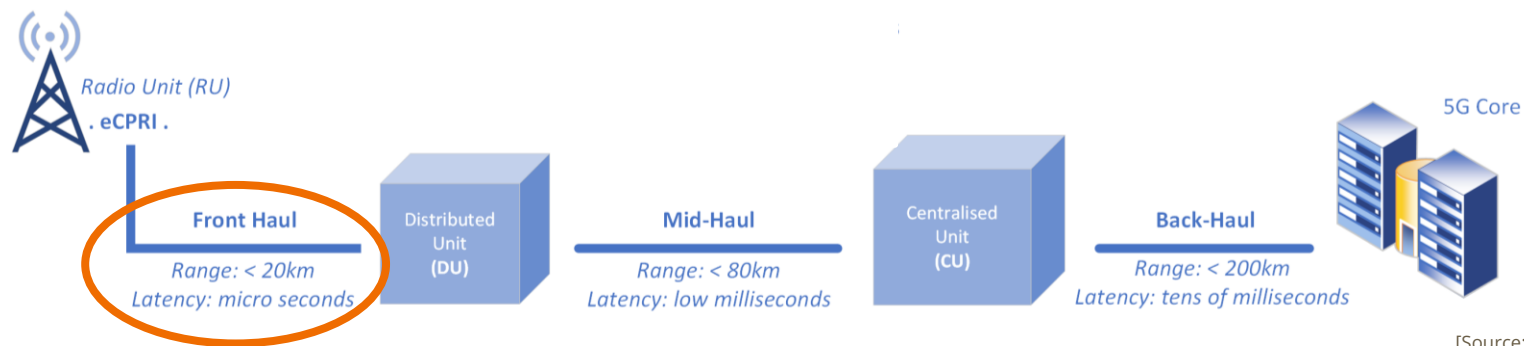 Radio Unit (RU)
. eCPRI .
Front Haul
Range: < 20km
Latency: micro seconds
Distributed
Unit
(DU)
Mid-Haul
Range: < 80km
Latency: low milliseconds
Centralised
Unit
(CU)
Back-Haul
Range: < 200km
Latency: tens of milliseconds
5G Core
[Source: